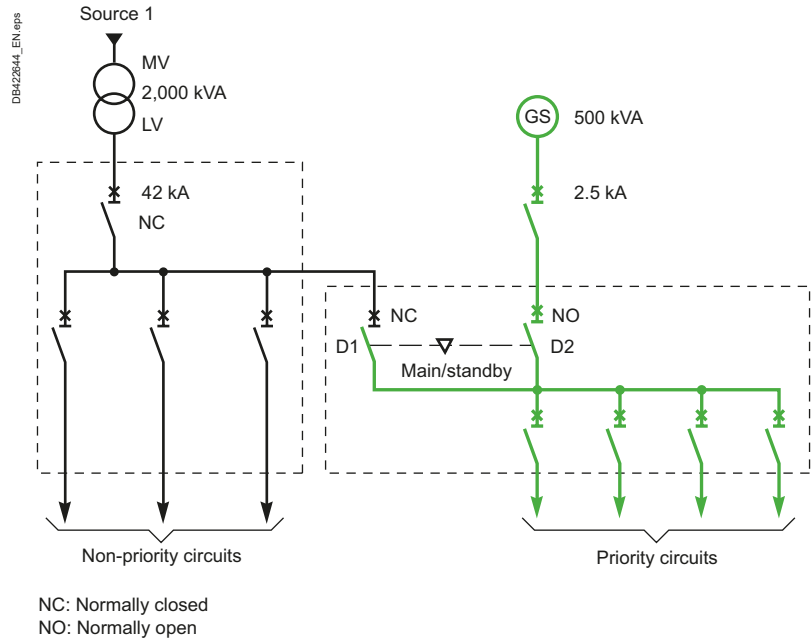 DB422644_EN.eps
Source 1
MV
2,000 kVA
LV
GS
500 kVA
42 kA
NC
2.5 kA
NC
NO
D1
D2
Main/standby
Non-priority circuits
Priority circuits
NC: Normally closed
NO: Normally open